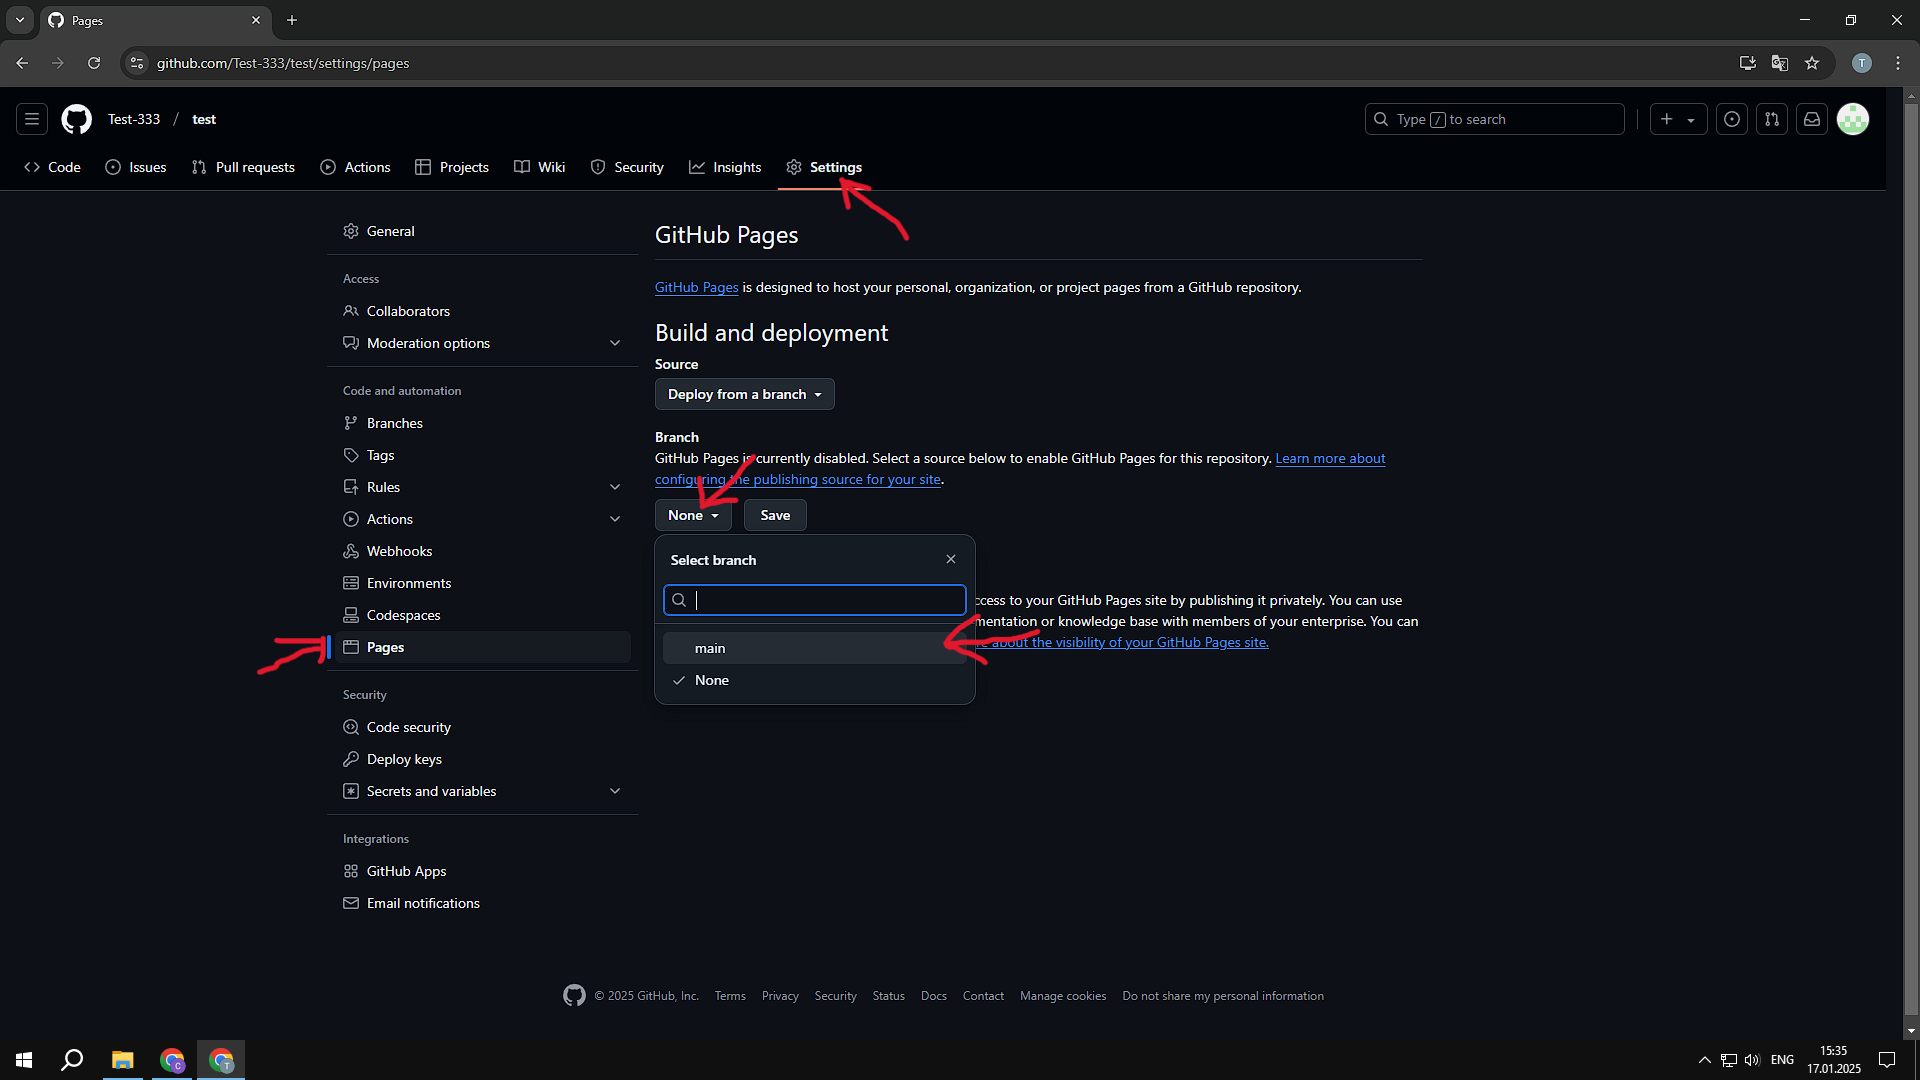 Pages
github.com/Test-333/test/settings/pages
T
Test-333 / test
Type / to search
Code Issues Pull requests Actions Projects Wiki Security Insights Settings
General
Access
Collaborators
Moderation options
Code and automation
Branches
Tags
Rules
Actions
Webhooks
Environments
Codespaces
Pages
Security
Code security
Deploy keys
Secrets and variables
Integrations
GitHub Apps
Email notifications
GitHub Pages
GitHub Pages is designed to host your personal, organization, or project pages from a GitHub repository.
Build and deployment
Source
Deploy from a branch
Branch
GitHub Pages is currently disabled. Select a source below to enable GitHub Pages for this repository. Learn more about
configuring the publishing source for your site.
None Save
Select branch
main
None
to your GitHub Pages site by publishing it privately. You can use
or knowledge base with members of your enterprise. You can
about the visibility of your GitHub Pages site.
© 2025 GitHub, Inc. Terms Privacy Security Status Docs Contact Manage cookies Do not share my personal information
C
T
ENG
15:35
17.01.2025